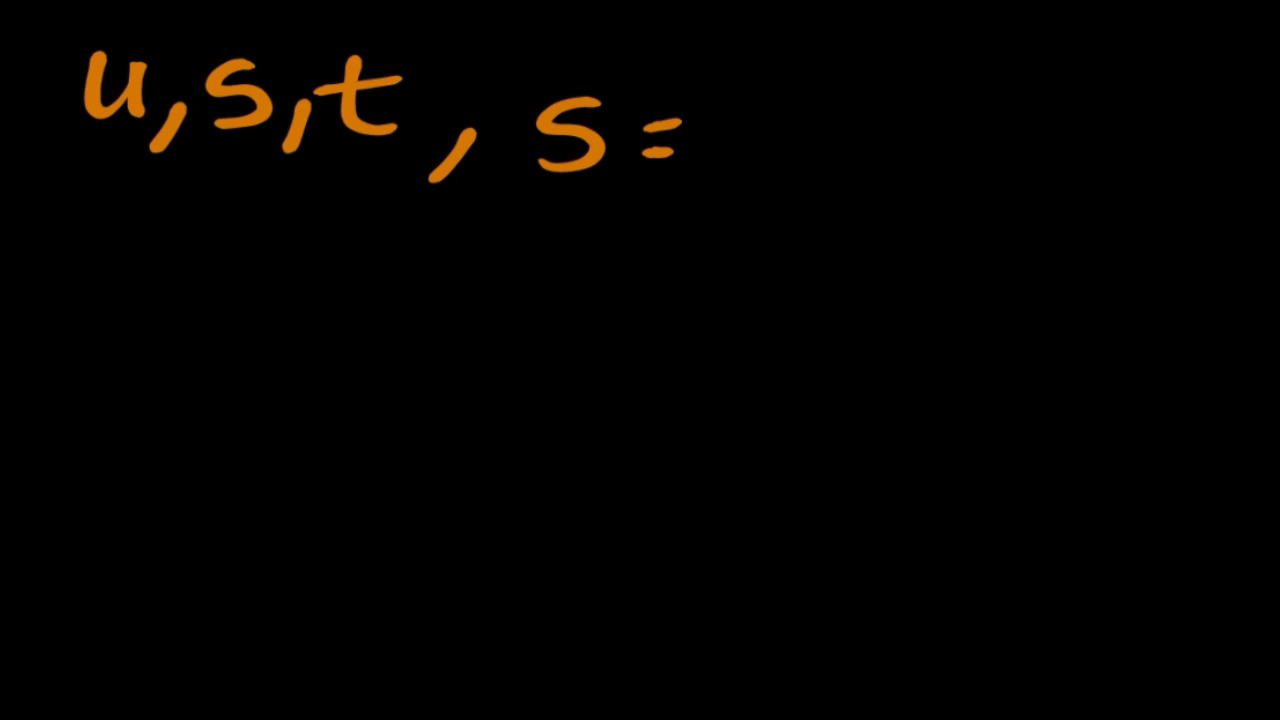 u,s,t , s =